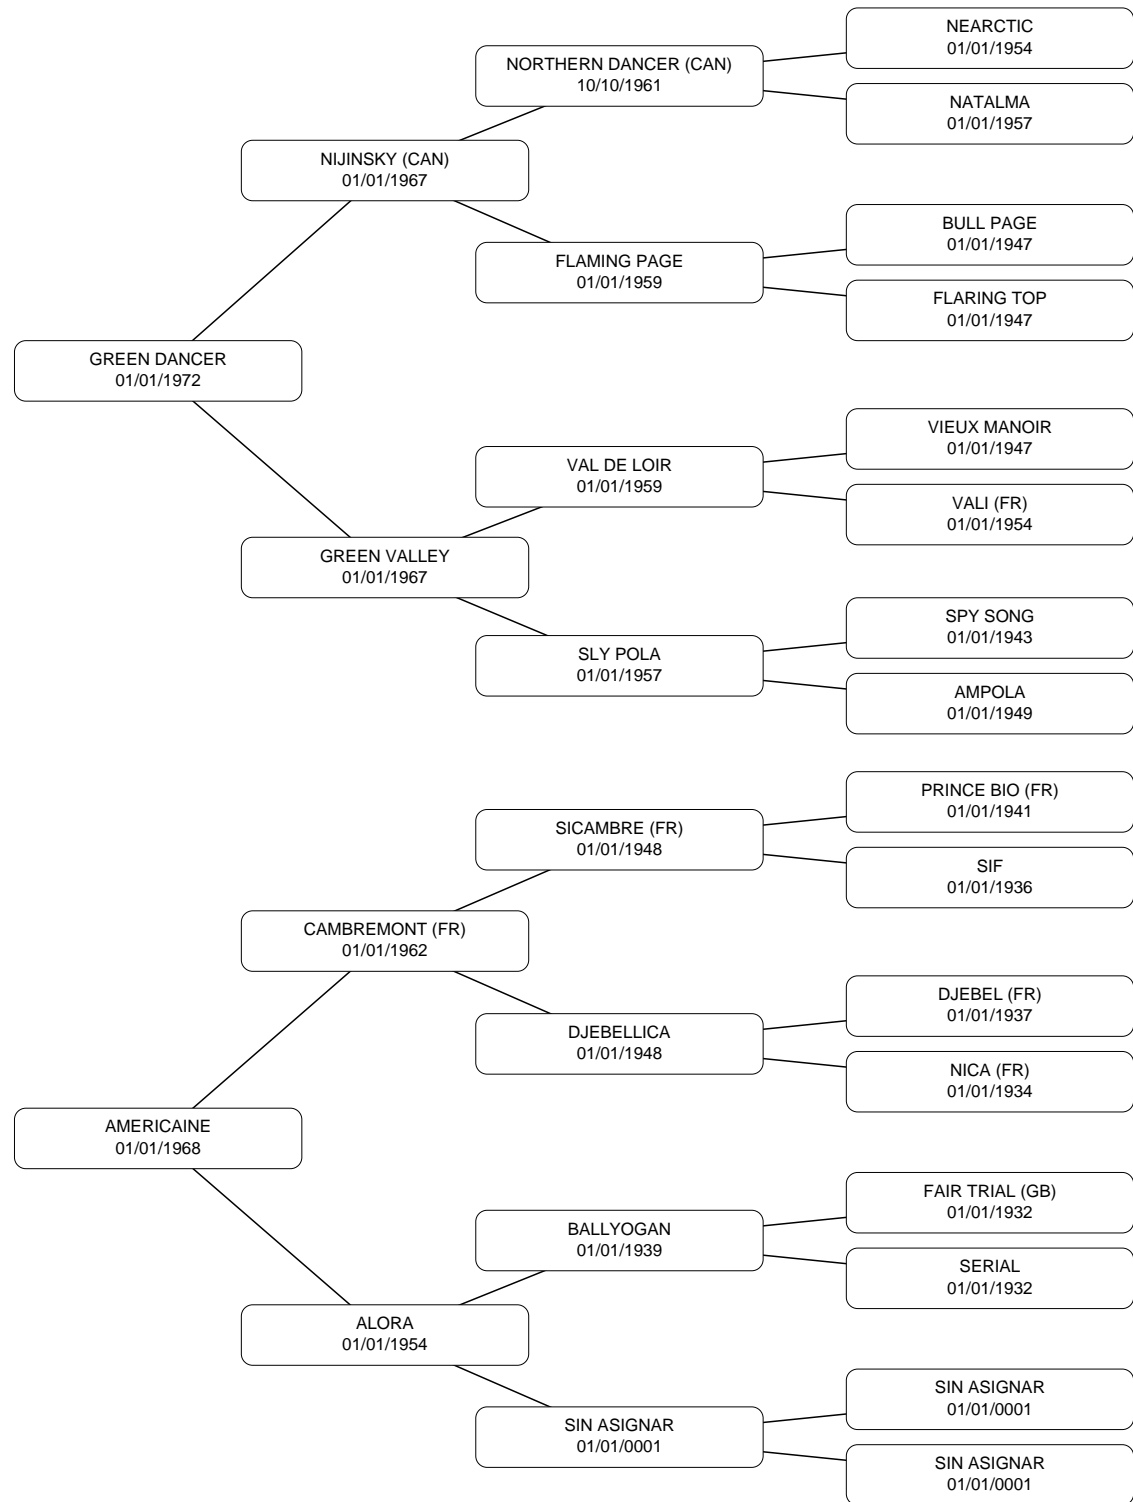 NEARCTIC
01/01/1954
NORTHERN DANCER (CAN)
10/10/1961
NATALMA
01/01/1957
NIJINSKY (CAN)
01/01/1967
BULL PAGE
01/01/1947
FLAMING PAGE
01/01/1959
FLARING TOP
01/01/1947
GREEN DANCER
01/01/1972
VIEUX MANOIR
01/01/1947
VAL DE LOIR
01/01/1959
VALI (FR)
01/01/1954
GREEN VALLEY
01/01/1967
SPY SONG
01/01/1943
SLY POLA
01/01/1957
AMPOLA
01/01/1949
PRINCE BIO (FR)
01/01/1941
SICAMBRE (FR)
01/01/1948
SIF
01/01/1936
CAMBREMONT (FR)
01/01/1962
DJEBEL (FR)
01/01/1937
DJEBELLICA
01/01/1948
NICA (FR)
01/01/1934
AMERICAINE
01/01/1968
FAIR TRIAL (GB)
01/01/1932
BALLYOGAN
01/01/1939
SERIAL
01/01/1932
ALORA
01/01/1954
SIN ASIGNAR
01/01/0001
SIN ASIGNAR
01/01/0001
SIN ASIGNAR
01/01/0001